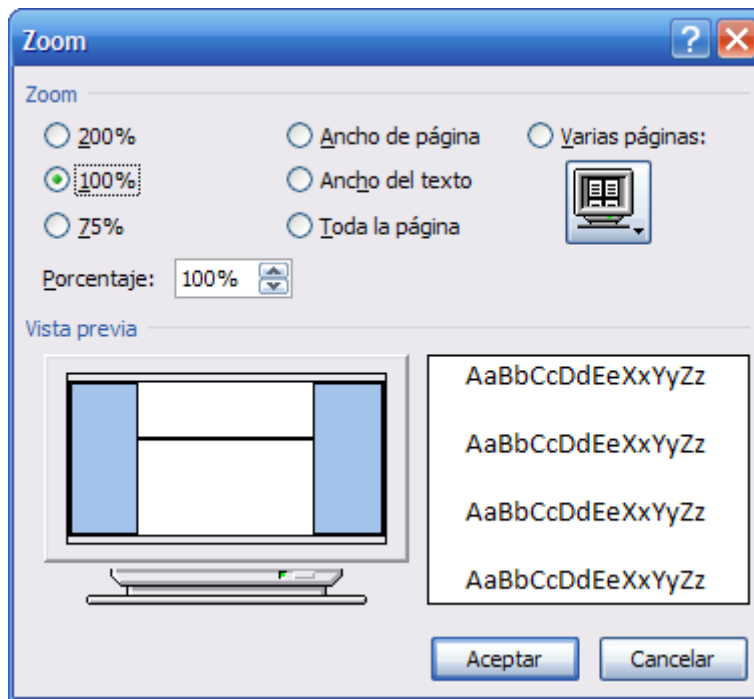 Zoom
Zoom
200% Ancho de página Varias páginas:
100% Ancho del texto
75% Toda la página
Porcentaje: 100%
Vista previa
AaBbCcDdEeXxYyZz
AaBbCcDdEeXxYyZz
AaBbCcDdEeXxYyZz
AaBbCcDdEeXxYyZz
Aceptar Cancelar